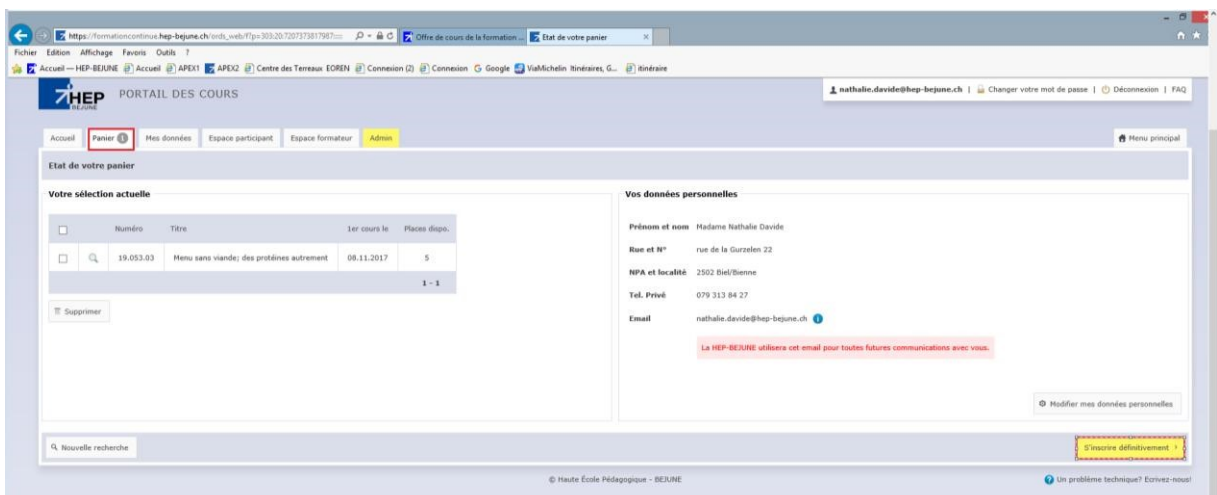 https://formationcontinue.hep-bejune.ch/ords_web/f?p=303:20:7207373817987:::::
Offre de cours de la formation ...
Etat de votre panier
Fichier Edition Affichage Favoris Outils ?
Accueil — HEP-BEJUNE Accueil APEX1 APEX2 Centre des Terreaux EOREN Connexion (2) Connexion Google ViaMichelin Itinéraires, G... itinéraire
HEP BEJUNE
PORTAIL DES COURS
nathalie.davide@hep-bejune.ch | Changer votre mot de passe | Déconnexion | FAQ
Accueil Panier 1 Mes données Espace participant Espace formateur Admin Menu principal
Etat de votre panier
Votre sélection actuelle
Numéro Titre 1er cours le Places dispo.
19.053.03 Menu sans viande; des protéines autrement 08.11.2017 5
1 - 1
Supprimer
Vos données personnelles
Prénom et nom Madame Nathalie Davide
Rue et N° rue de la Gurzelen 22
NPA et localité 2502 Biel/Bienne
Tel. Privé 079 313 84 27
Email nathalie.davide@hep-bejune.ch
La HEP-BEJUNE utilisera cet email pour toutes futures communications avec vous.
Modifier mes données personnelles
Nouvelle recherche
S'inscrire définitivement
© Haute École Pédagogique - BEJUNE
Un problème technique? Ecrivez-nous!